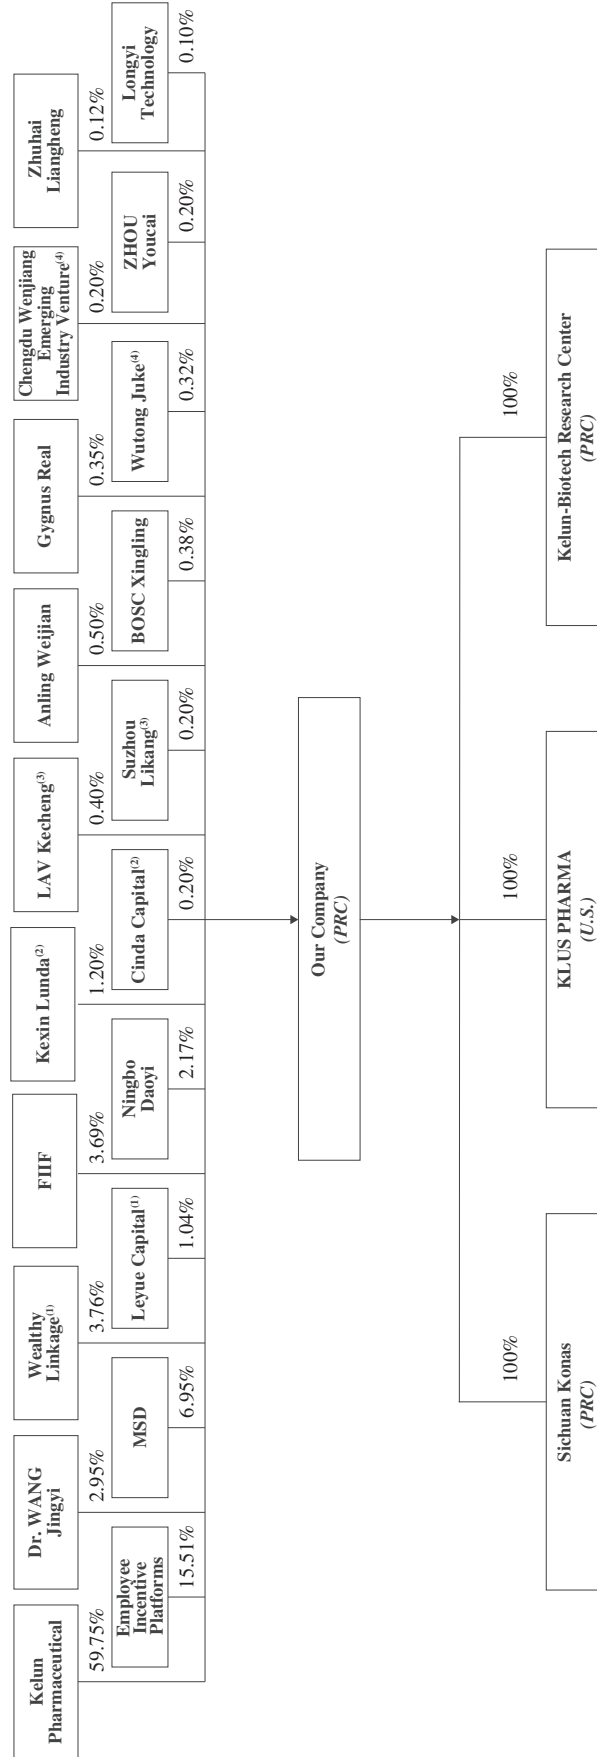 Kelun
Pharmaceutical
Dr. WANG
Jingyi
Wealthy
Linkage(1)
FIIF
Kexin Lunda(2)
LAV Kecheng(3)
Anling Weijian
Gygnus Real
Chengdu Wenjiang
Emerging
Industry Venture(4)
Zhuhai
Liangheng
59.75%
2.95%
3.76%
3.69%
1.20%
0.40%
0.50%
0.35%
0.20%
0.12%
Employee
Incentive
Platforms
MSD
Leyue Capital(1)
Ningbo
Daoyi
Cinda Capital(2)
Suzhou
Likang(3)
BOSC Xingling
Wutong Juke(4)
ZHOU
Youcai
Longyi
Technology
15.51%
6.95%
1.04%
2.17%
0.20%
0.20%
0.38%
0.32%
0.20%
0.10%
Our Company
(PRC)
100%
100%
100%
Sichuan Konas
(PRC)
KLUS PHARMA
(U.S.)
Kelun-Biotech Research Center
(PRC)